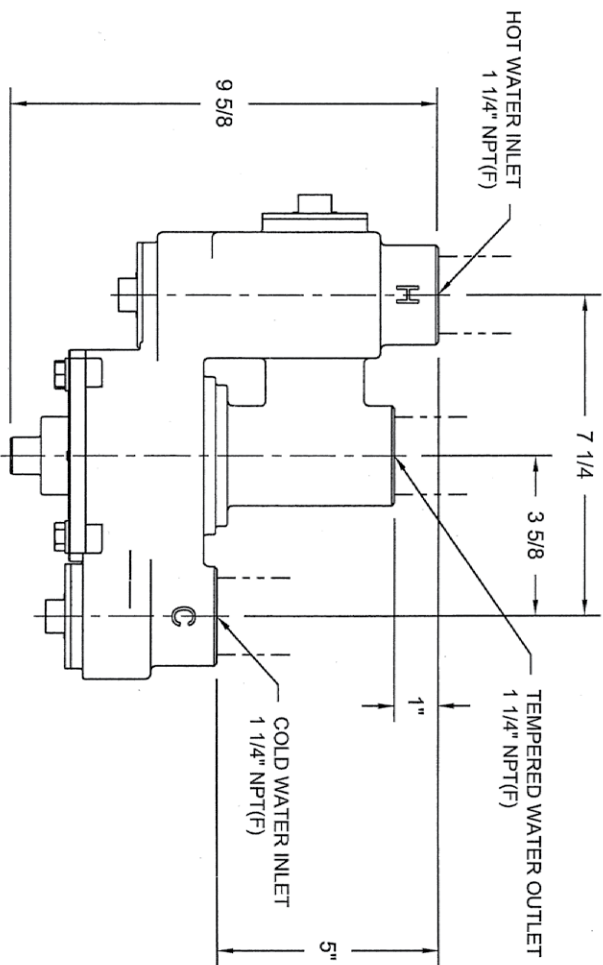 HOT WATER INLET
1 1/4" NPT(F)
9 5/8
H
7 1/4
3 5/8
TEMPERED WATER OUTLET
1 1/4" NPT(F)
1"
C
COLD WATER INLET
1 1/4" NPT(F)
5"